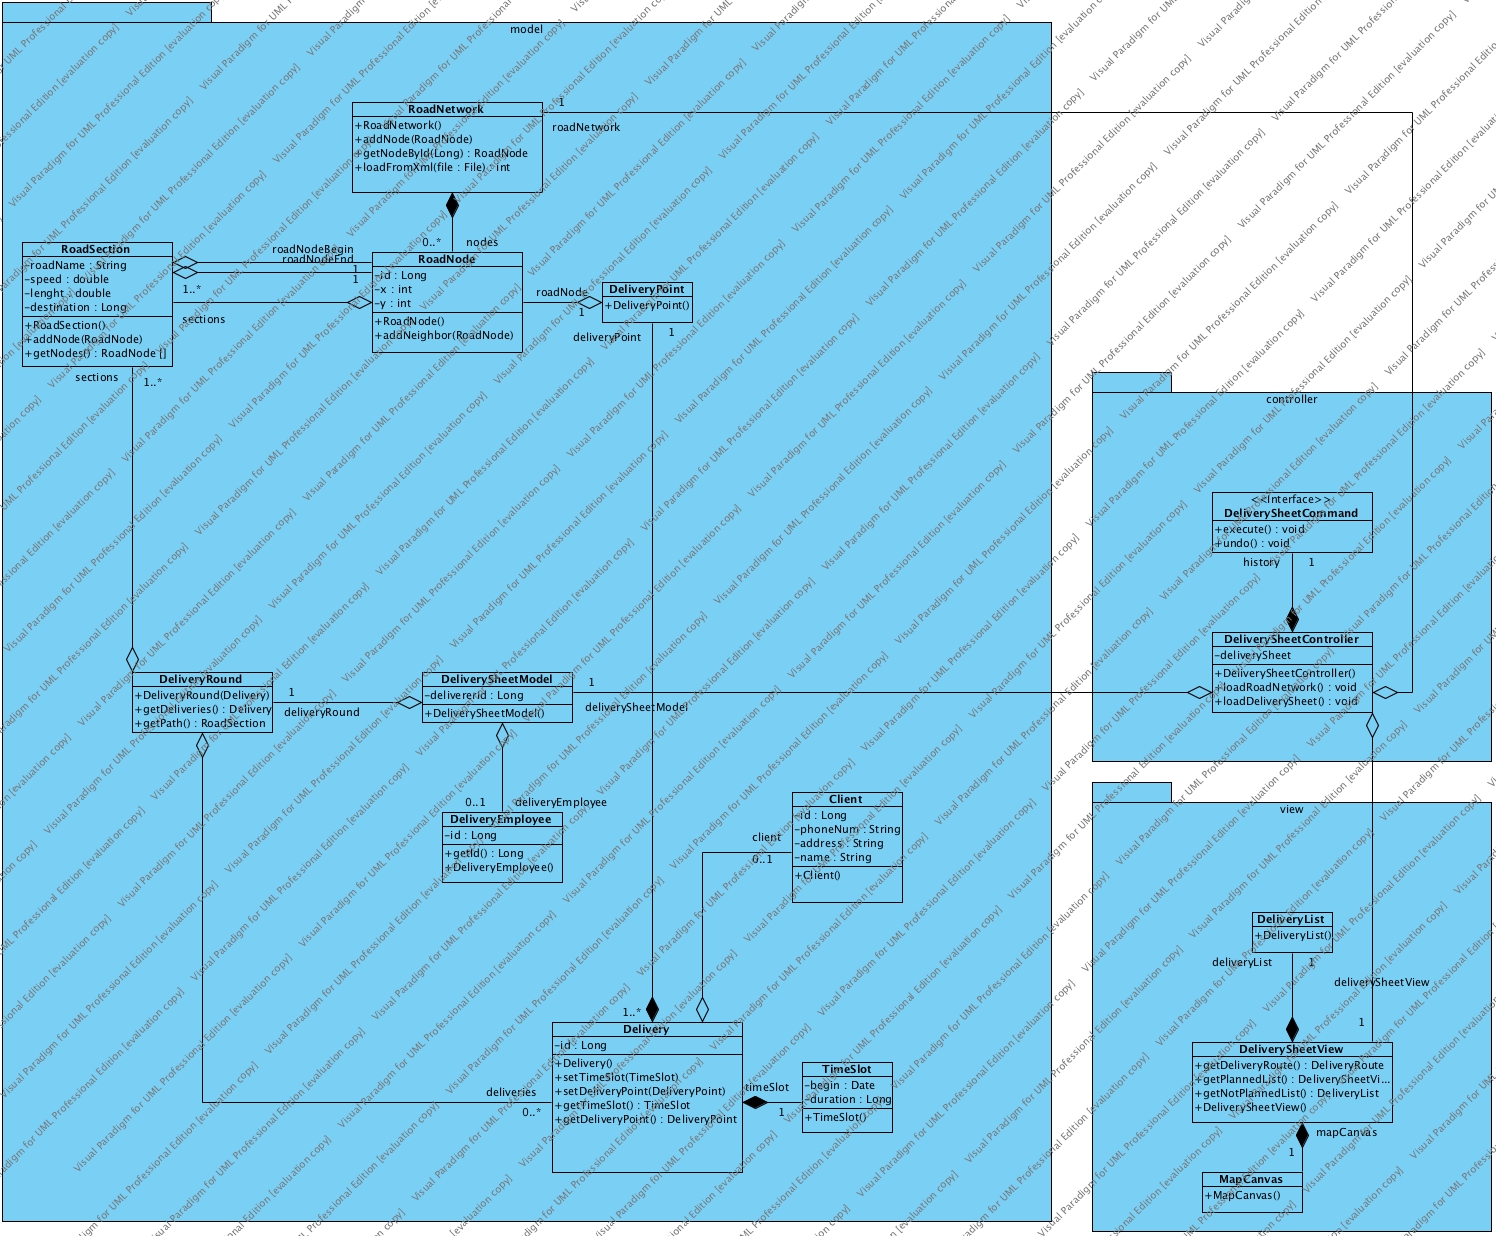 model
RoadNetwork
+RoadNetwork()
+addNode(RoadNode)
+getNodeById(Long) : RoadNode
+loadFromXml(file : File) : int
1
roadNetwork
0..*
nodes
RoadSection
-roadName : String
-speed : double
-lenght : double
-destination : Long
+RoadSection()
+addNode(RoadNode)
+getNodes() : RoadNode []
roadNodeBegin
roadNodeEnd
1
1
1..*
sections
RoadNode
-id : Long
-x : int
-y : int
+RoadNode()
+addNeighbor(RoadNode)
roadNode
1
DeliveryPoint
+DeliveryPoint()
deliveryPoint
1
sections
1..*
controller
<<Interface>>
DeliverySheetCommand
+execute() : void
+undo() : void
history
1
DeliverySheetController
-deliverySheet
+DeliverySheetController()
+loadRoadNetwork() : void
+loadDeliverySheet() : void
DeliveryRound
+DeliveryRound(Delivery)
+getDeliveries() : Delivery
+getPath() : RoadSection
1
deliveryRound
DeliverySheetModel
-delivererId : Long
+DeliverySheetModel()
1
deliverySheetModel
0..1
deliveryEmployee
DeliveryEmployee
-id : Long
+getId() : Long
+DeliveryEmployee()
Client
-id : Long
-phoneNum : String
-address : String
-name : String
+Client()
client
0..1
view
DeliveryList
+DeliveryList()
deliveryList
1
deliverySheetView
1
1..*
Delivery
-id : Long
+Delivery()
+setTimeSlot(TimeSlot)
+setDeliveryPoint(DeliveryPoint)
+getTimeSlot() : TimeSlot
+getDeliveryPoint() : DeliveryPoint
deliveries
0..*
timeSlot
1
TimeSlot
-begin : Date
-duration : Long
+TimeSlot()
DeliverySheetView
+getDeliveryRoute() : DeliveryRoute
+getPlannedList() : DeliverySheetVi...
+getNotPlannedList() : DeliveryList
+DeliverySheetView()
mapCanvas
1
MapCanvas
+MapCanvas()
Visual Paradigm for UML Professional Edition [evaluation copy]